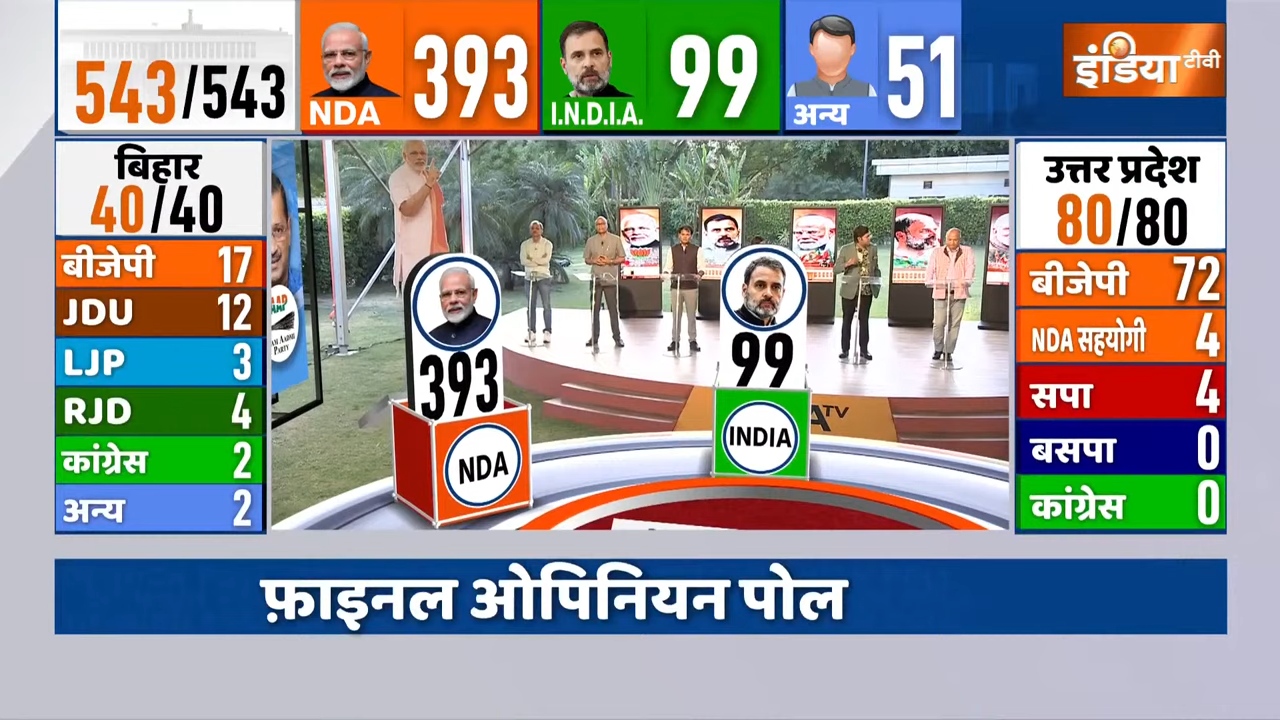 543/543
NDA
393
I.N.D.I.A.
99
अन्य
51
इंडिया टीवी
बिहार
40/40
बीजेपी 17
JDU 12
LJP 3
RJD 4
कांग्रेस 2
अन्य 2
PARTY
393
NDA
99
INDIA
TV
उत्तर प्रदेश
80/80
बीजेपी 72
NDA सहयोगी 4
सपा 4
बसपा 0
कांग्रेस 0
फ़ाइनल ओपिनियन पोल